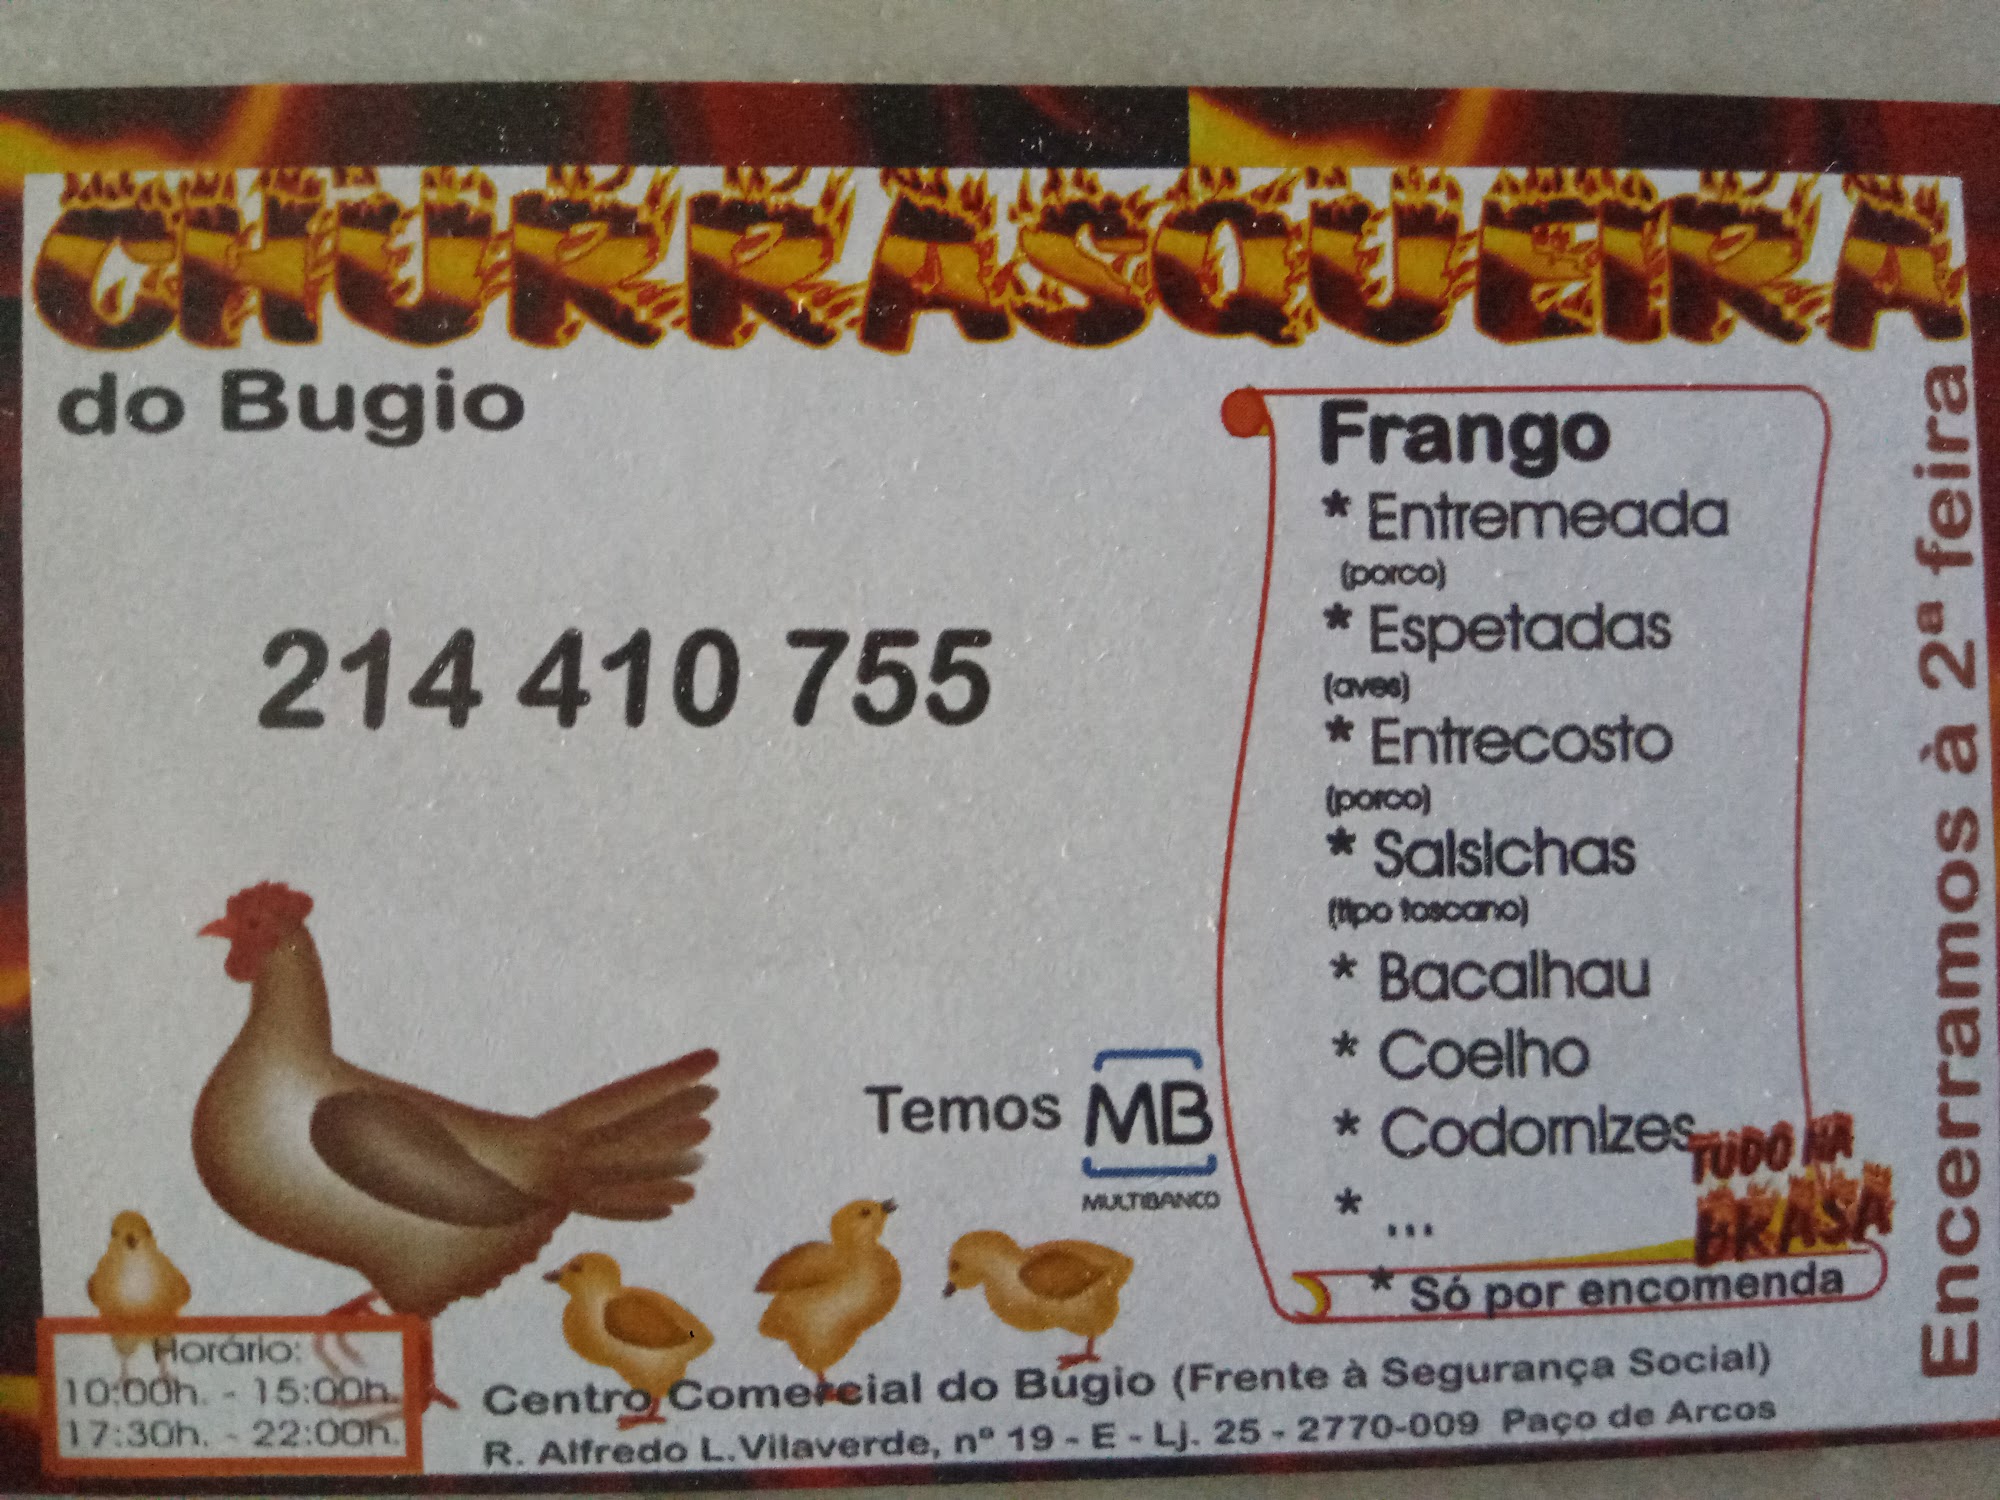 CHURRASQUEIRA
do Bugio
214 410 755
Frango
* Entremeada
(porco)
* Espetadas
(aves)
* Entrecosto
(porco)
* Salsichas
(tipo toscano)
* Bacalhau
* Coelho
* Codornizes
* ...
TUDO NA
BRASA
* Só por encomenda
Encerramos à 2ª feira
Temos MB
MULTIBANCO
Horário:
10:00h. - 15:00h.
17:30h. - 22:00h.
Centro Comercial do Bugio (Frente à Segurança Social)
R. Alfredo L.Vilaverde, nº 19 - E - Lj. 25 - 2770-009 Paço de Arcos